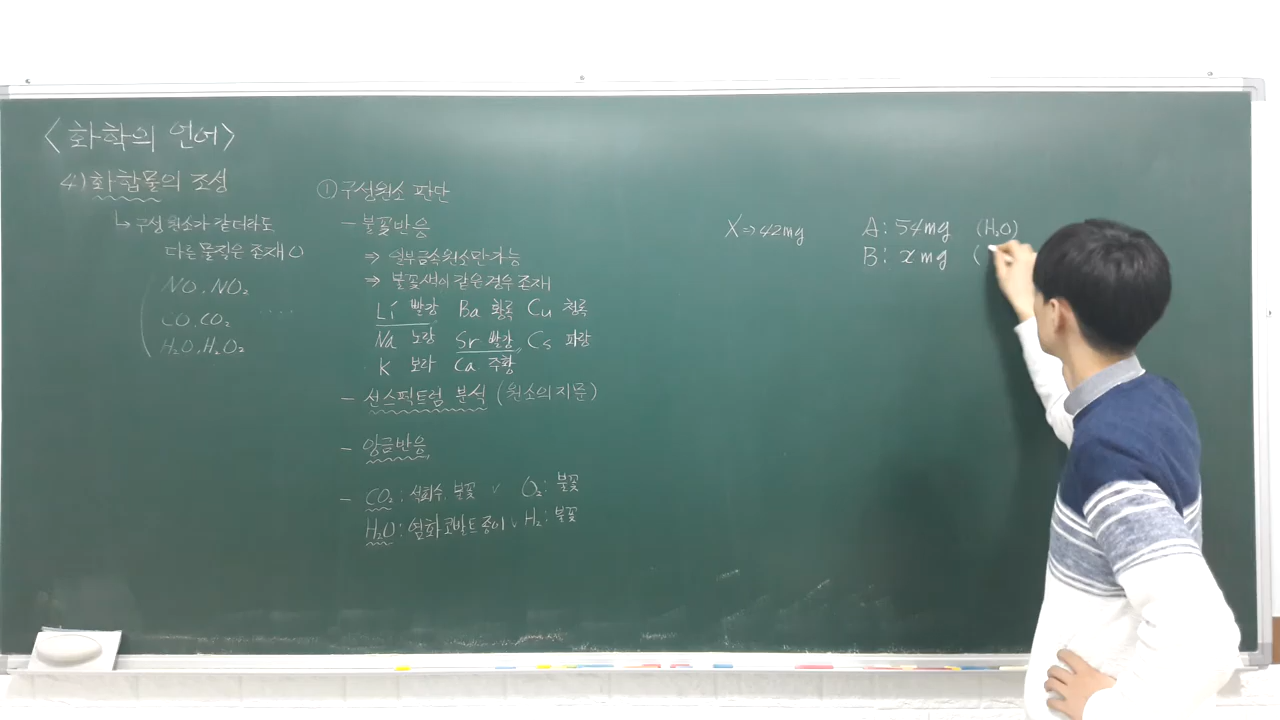 <화학의 언어>
4) 화합물의 조성
↳ 구성 원소가 같더라도
다른 물질은 존재 O
NO, NO₂
CO, CO₂ ....
H₂O, H₂O₂
① 구성원소 판단
- 불꽃반응
⇒ 일부금속원소만 가능
⇒ 불꽃색이 같은 경우 존재
Li 빨강 Ba 황록 Cu 청록
Na 노랑 Sr 빨강, Cs 파랑
K 보라 Ca 주황
- 선스펙트럼 분석 (원소의 지문)
- 앙금반응,
- CO₂ : 석회수, 불꽃 v O₂ : 불꽃
H₂O : 염화코발트 종이 v H₂ : 불꽃
X ⇒ 42mg
A : 54mg (H₂O)
B : x mg (